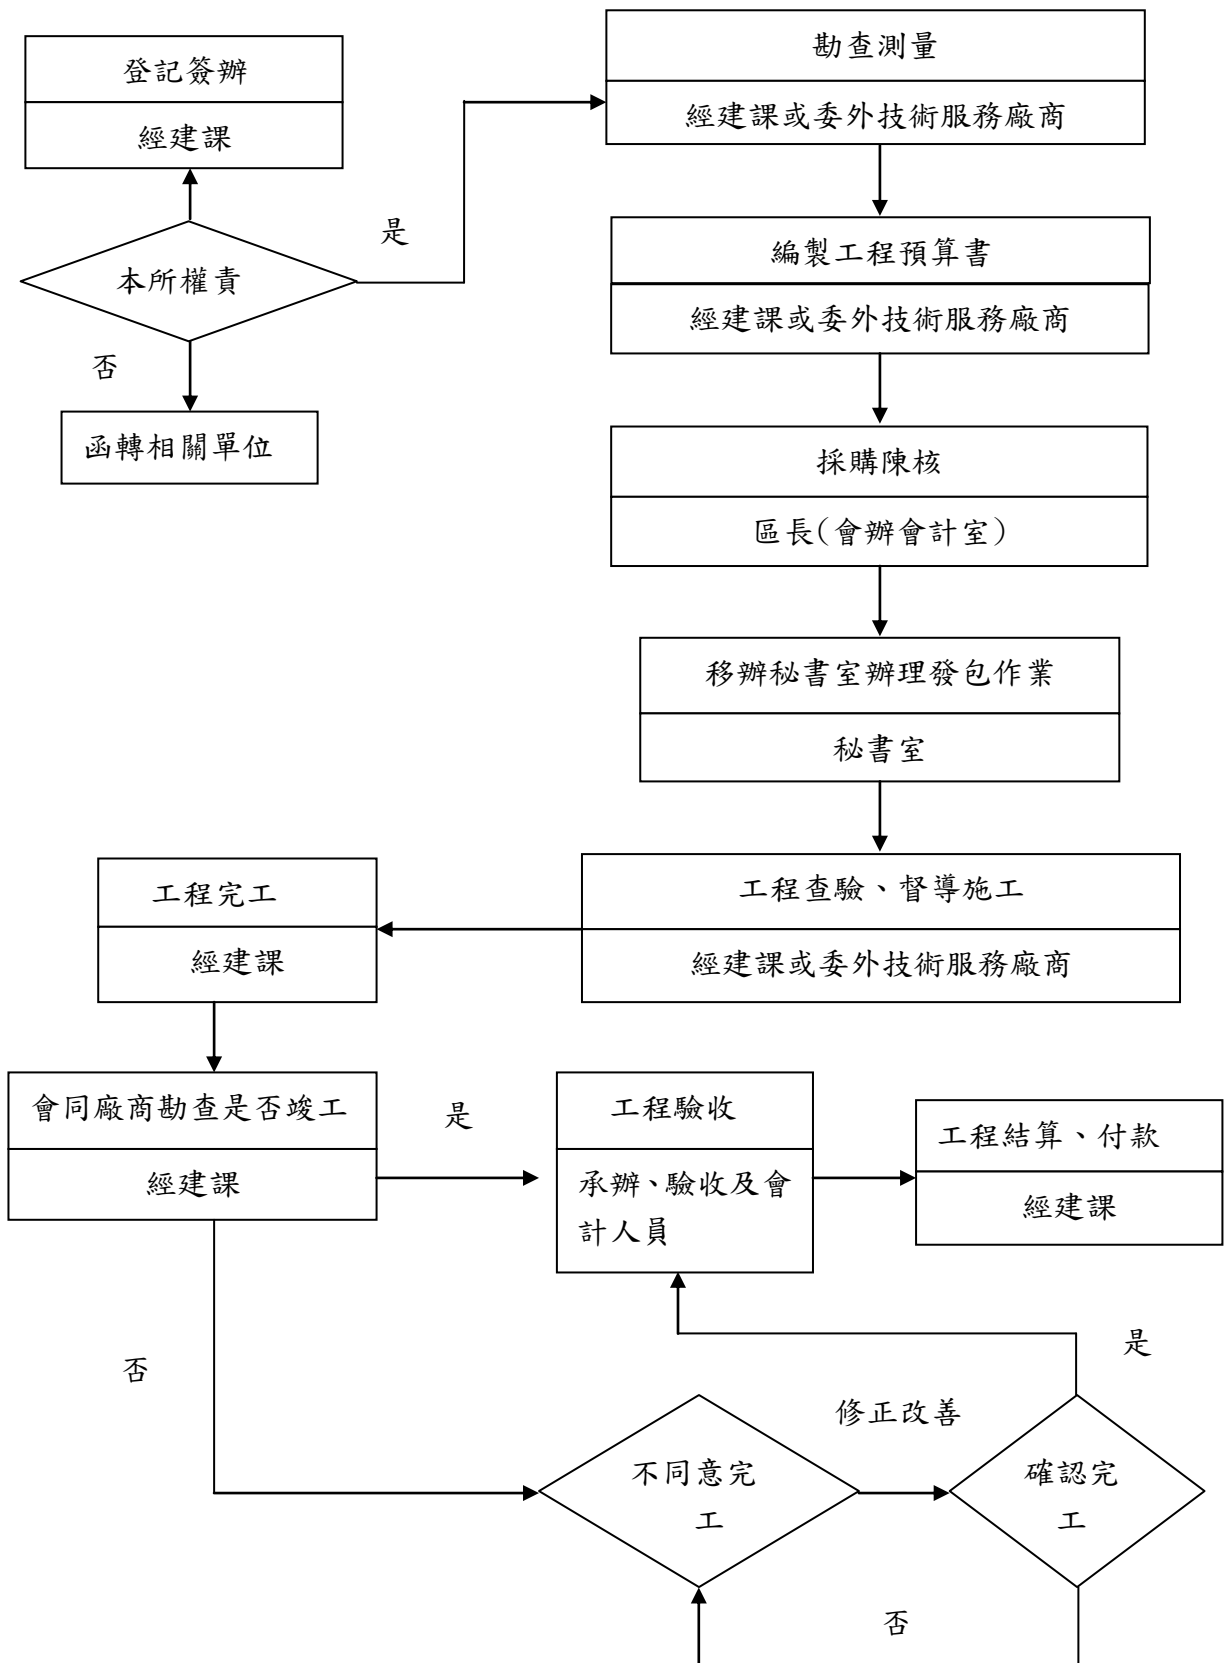 登記簽辦
經建課
勘查測量
經建課或委外技術服務廠商
是
本所權責
編製工程預算書
經建課或委外技術服務廠商
否
函轉相關單位
採購陳核
區長(會辦會計室)
移辦秘書室辦理發包作業
秘書室
工程查驗、督導施工
經建課或委外技術服務廠商
工程完工
經建課
會同廠商勘查是否竣工
經建課
是
工程驗收
承辦、驗收及會
計人員
工程結算、付款
經建課
否
是
修正改善
不同意完
工
確認完
工
否